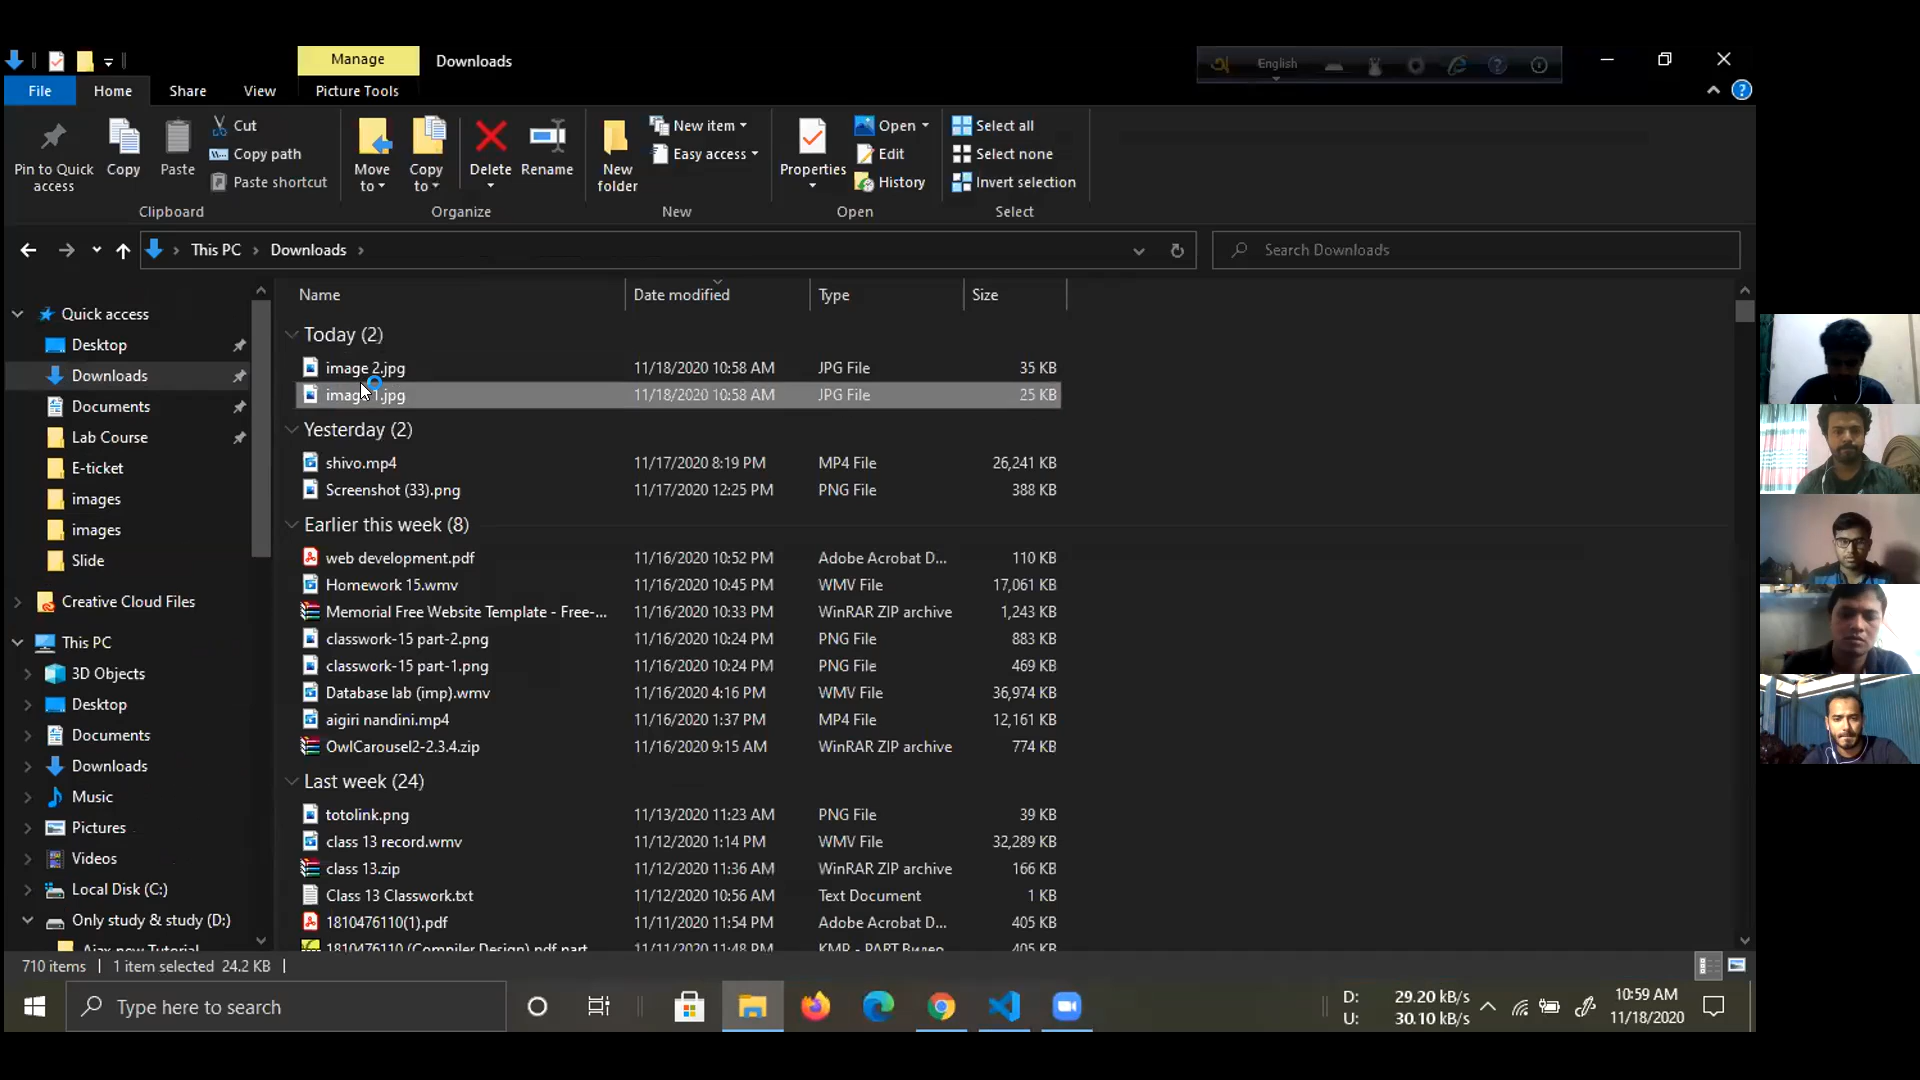 Manage Downloads
English
File Home Share View Picture Tools
Pin to Quick access
Copy
Paste
Cut
Copy path
Paste shortcut
Clipboard
Move to
Copy to
Delete
Rename
Organize
New folder
New item
Easy access
New
Properties
Open
Edit
History
Open
Select all
Select none
Invert selection
Select
This PC > Downloads >
Search Downloads
Quick access
Desktop
Downloads
Documents
Lab Course
E-ticket
images
images
Slide
Creative Cloud Files
This PC
3D Objects
Desktop
Documents
Downloads
Music
Pictures
Videos
Local Disk (C:)
Only study & study (D:)
Ajax new Tutorial
Name Date modified Type Size
Today (2)
image 2.jpg 11/18/2020 10:58 AM JPG File 35 KB
image 1.jpg 11/18/2020 10:58 AM JPG File 25 KB
Yesterday (2)
shivo.mp4 11/17/2020 8:19 PM MP4 File 26,241 KB
Screenshot (33).png 11/17/2020 12:25 PM PNG File 388 KB
Earlier this week (8)
web development.pdf 11/16/2020 10:52 PM Adobe Acrobat D... 110 KB
Homework 15.wmv 11/16/2020 10:45 PM WMV File 17,061 KB
Memorial Free Website Template - Free-... 11/16/2020 10:33 PM WinRAR ZIP archive 1,243 KB
classwork-15 part-2.png 11/16/2020 10:24 PM PNG File 883 KB
classwork-15 part-1.png 11/16/2020 10:24 PM PNG File 469 KB
Database lab (imp).wmv 11/16/2020 4:16 PM WMV File 36,974 KB
aigiri nandini.mp4 11/16/2020 1:37 PM MP4 File 12,161 KB
OwlCarousel2-2.3.4.zip 11/16/2020 9:15 AM WinRAR ZIP archive 774 KB
Last week (24)
totolink.png 11/13/2020 11:23 AM PNG File 39 KB
class 13 record.wmv 11/12/2020 1:14 PM WMV File 32,289 KB
class 13.zip 11/12/2020 11:36 AM WinRAR ZIP archive 166 KB
Class 13 Classwork.txt 11/12/2020 10:56 AM Text Document 1 KB
1810476110(1).pdf 11/11/2020 11:54 PM Adobe Acrobat D... 405 KB
1810476110 (Compiler Design).pdf.part 11/11/2020 11:48 PM KMP - PART Видео 405 KB
710 items 1 item selected 24.2 KB
Type here to search
D: 29.20 kB/s
U: 30.10 kB/s
10:59 AM
11/18/2020